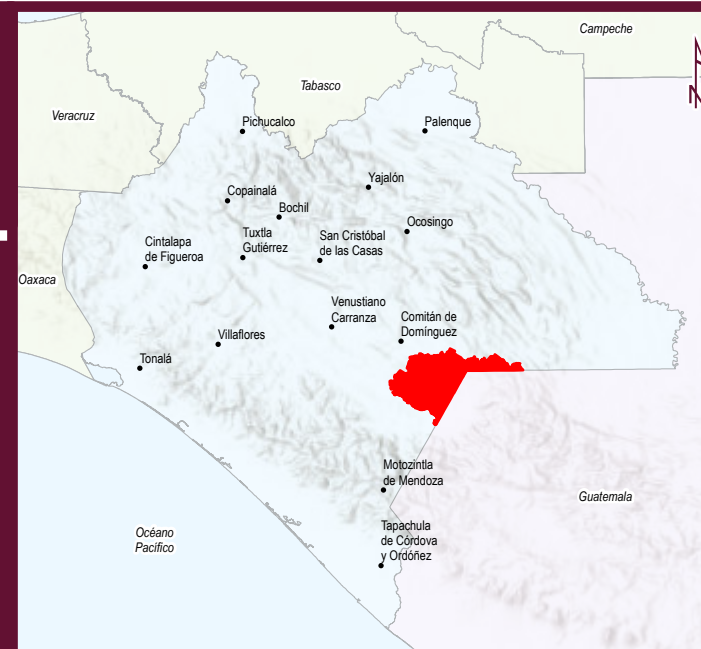 Campeche
Tabasco
Veracruz
N
Pichucalco
Palenque
Yajalón
Copainalá
Bochil
Ocosingo
Tuxtla
Gutiérrez
San Cristóbal
de las Casas
Cintalapa
de Figueroa
Oaxaca
Venustiano
Carranza
Comitán de
Domínguez
Villaflores
Tonalá
Motozintla
de Mendoza
Guatemala
Océano
Pacífico
Tapachula
de Córdova
y Ordóñez